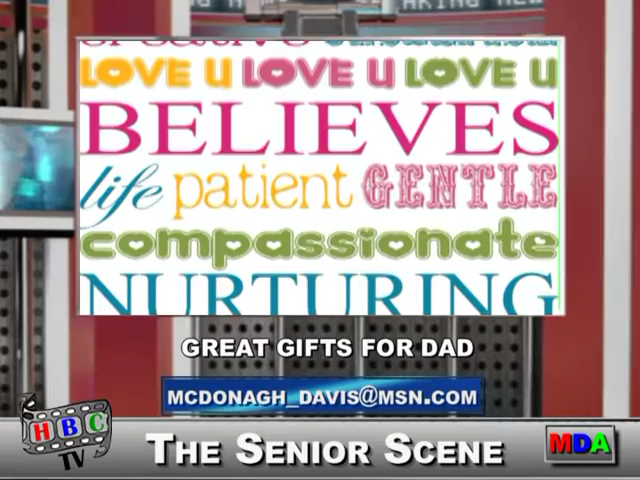 LOVE U LOVE U LOVE U
BELIEVES
life patient GENTLE
compassionate
NURTURING
GREAT GIFTS FOR DAD
MCDONAGH_DAVIS@MSN.COM
HBC
TV
THE SENIOR SCENE
MDA